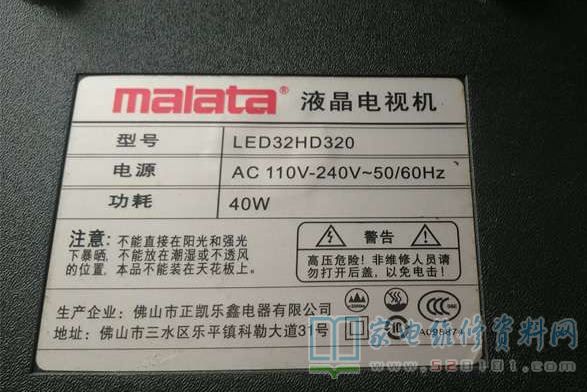 malata® 液晶电视机
型号 LED32HD320
电源 AC 110V-240V~50/60Hz
功耗 40W
注意: 不能直接在阳光和强光
下暴晒，不能放在潮湿或不透风
的位置。本品不能装在天花板上。
警告
高压危险！非维修人员请
勿打开后盖，以免电击！
生产企业：佛山市正凯乐鑫电器有限公司
地址：佛山市三水区乐平镇科勒大道31号
家电维修资料网
www.520101.com